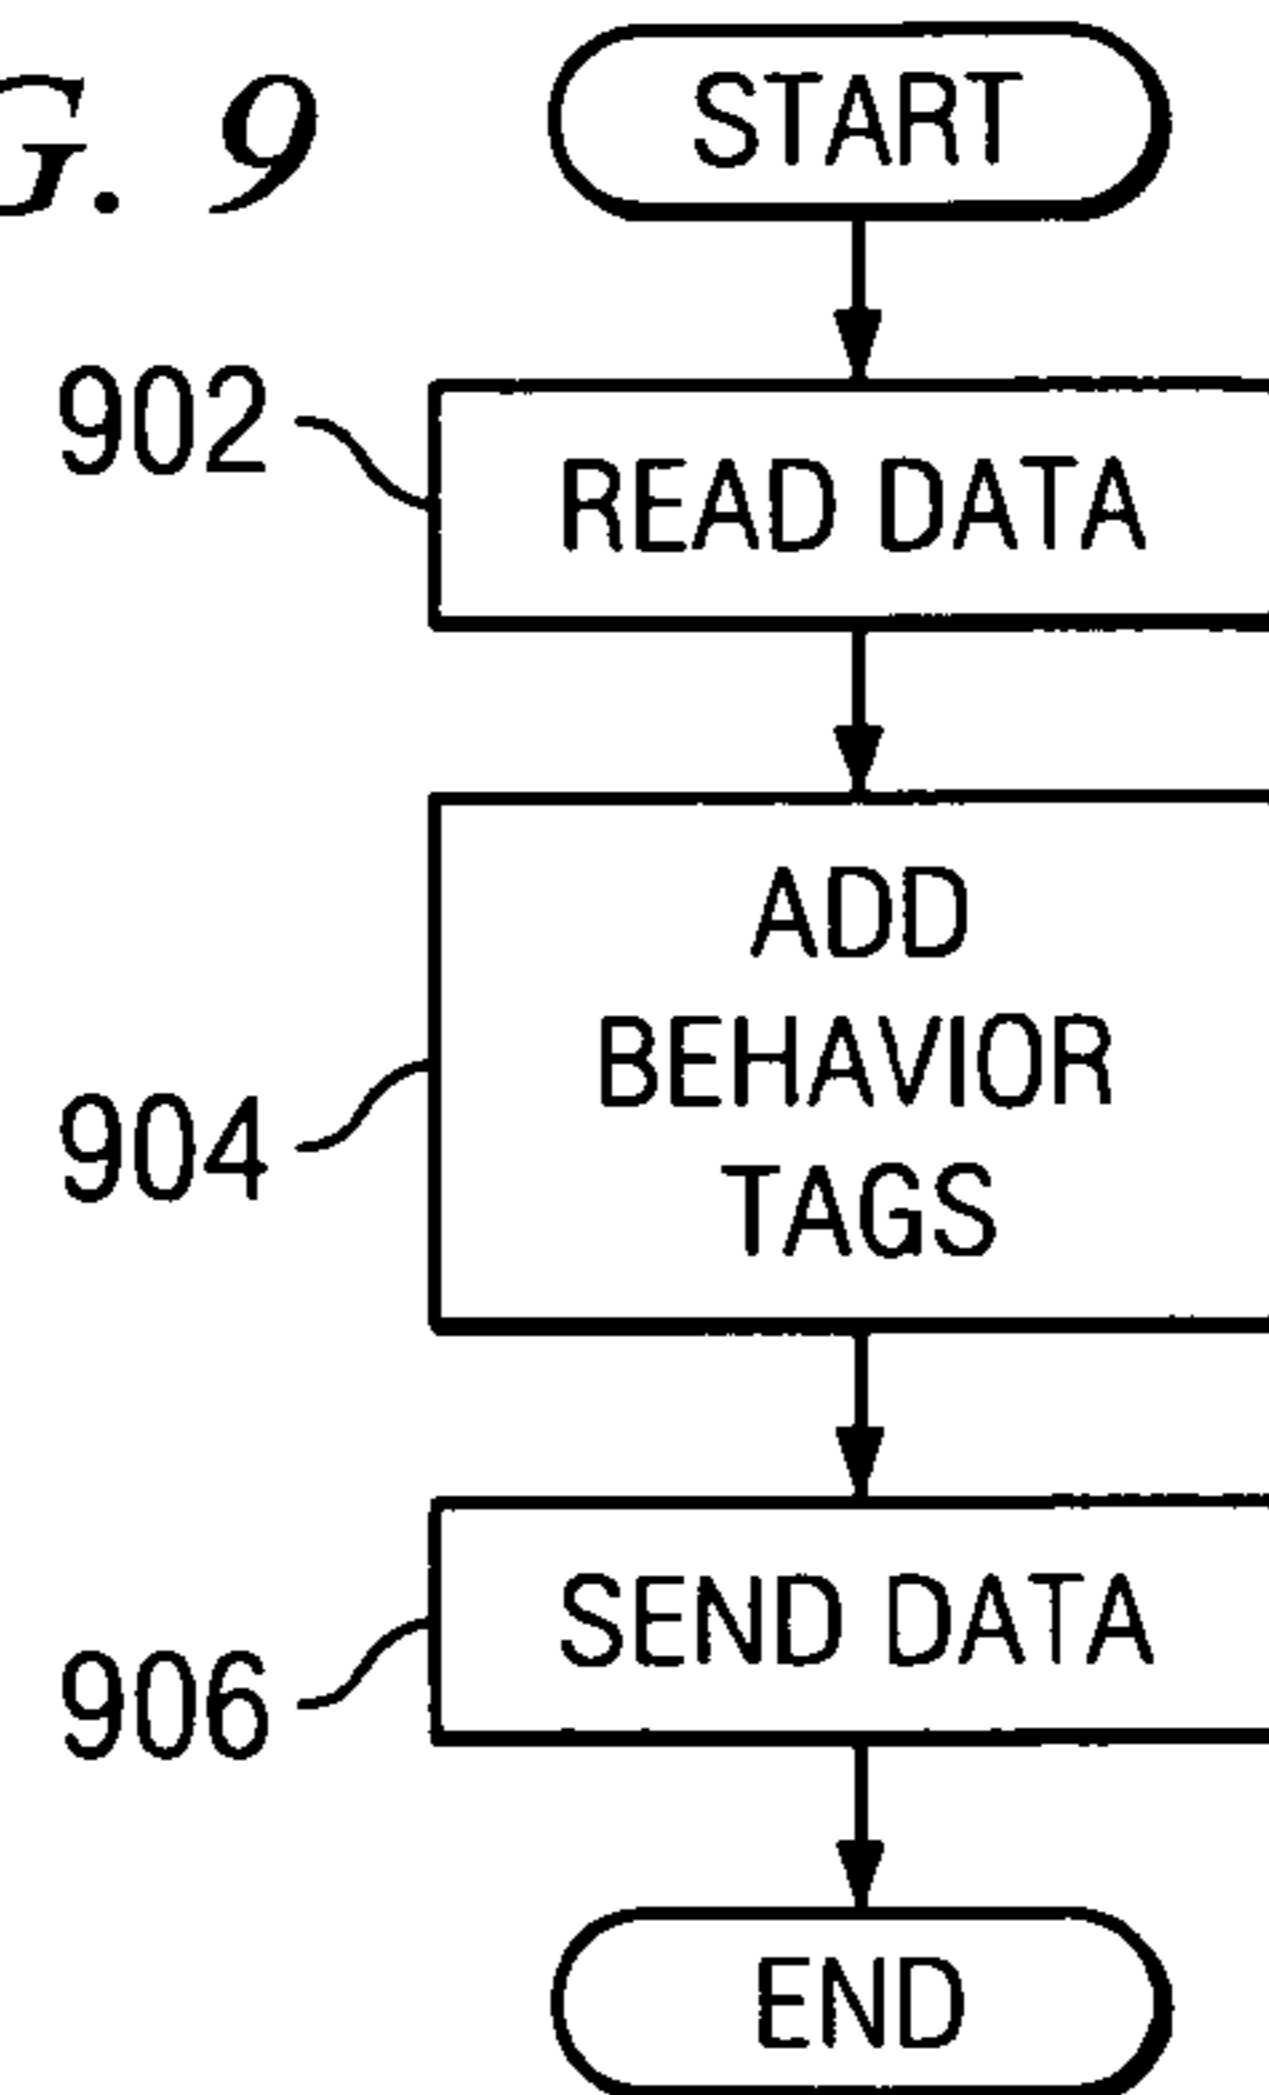 G. 9
START
902
READ DATA
ADD
BEHAVIOR
904
TAGS
SEND DATA
906
END